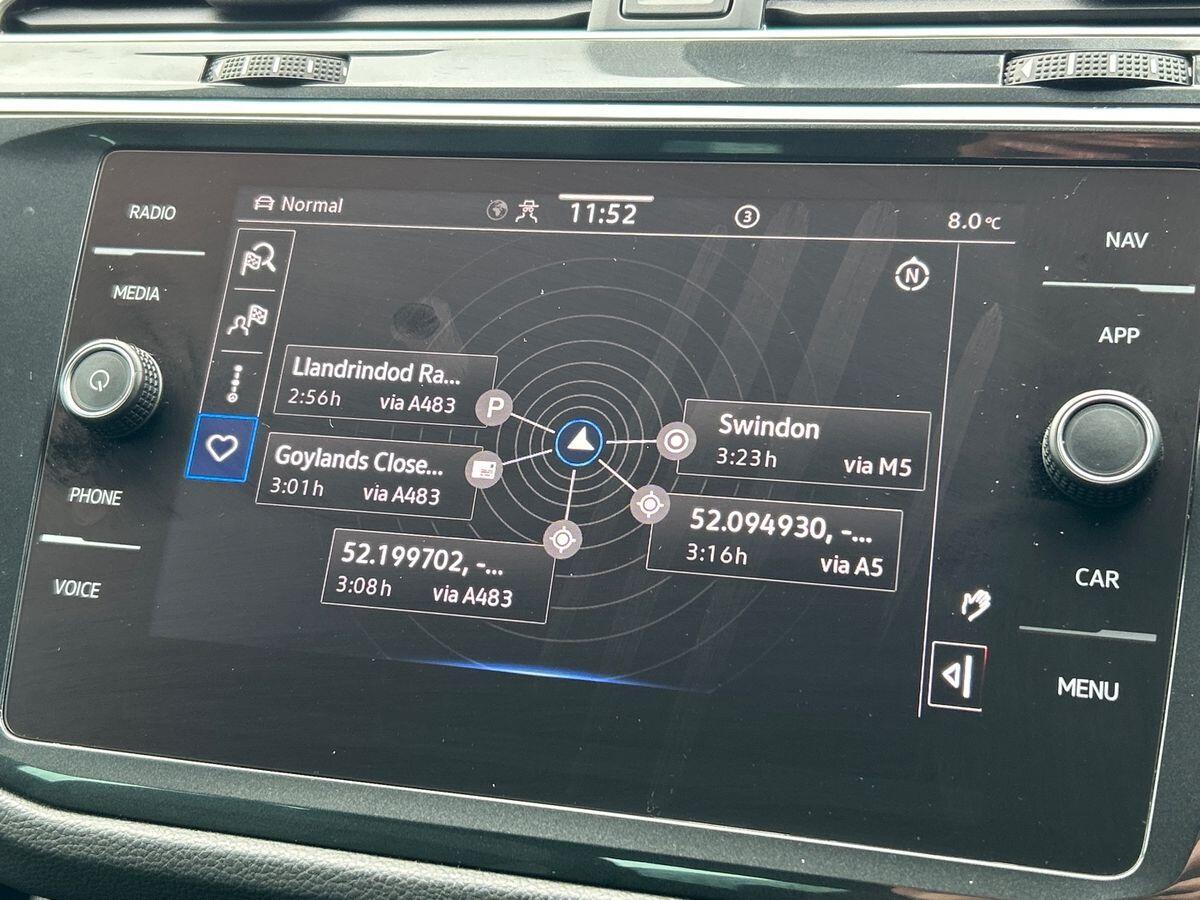 RADIO
MEDIA
PHONE
VOICE
Normal
11:52
3
8.0°C
N
Llandrindod Ra...
2:56h via A483
P
Goylands Close...
3:01h via A483
52.199702, -...
3:08h via A483
Swindon
3:23h via M5
52.094930, -...
3:16h via A5
NAV
APP
CAR
MENU